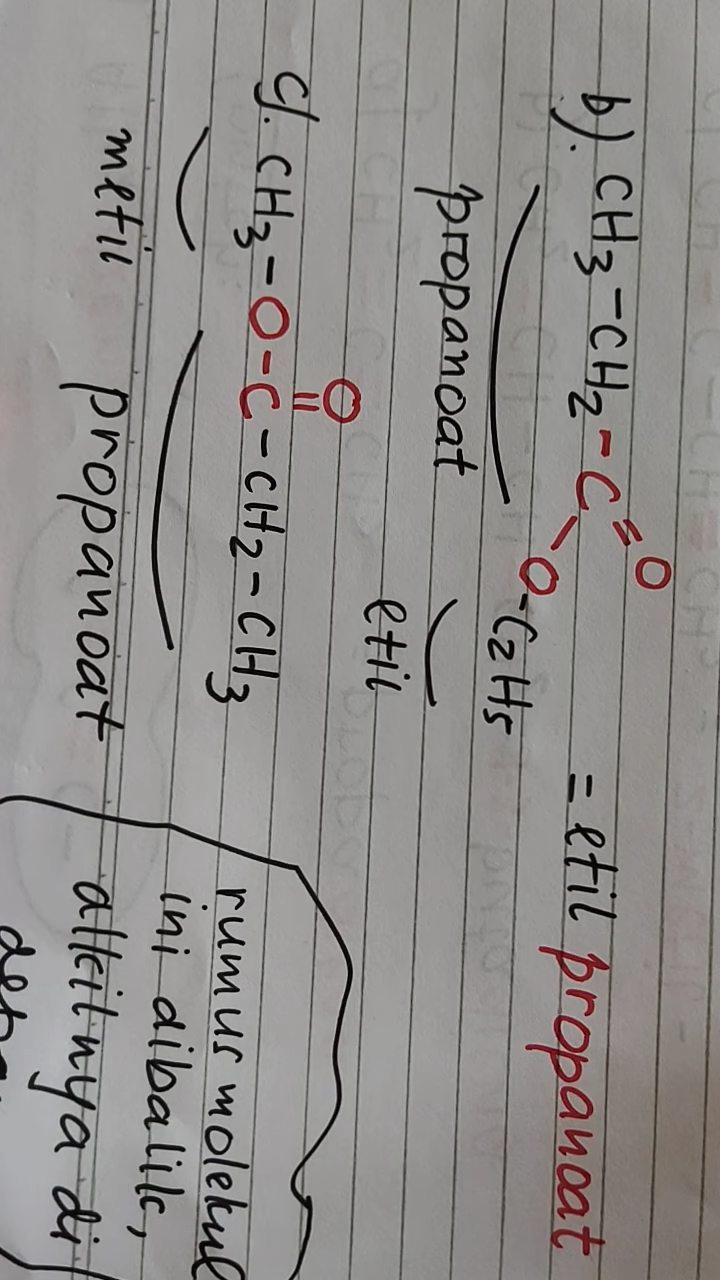 O
b). CH3-CH2-C=O-C2H5 = etil propanoat
propanoat etil
O
c). CH3-O-C-CH2-CH3
metil propanoat
rumus molekul
ini dibalik,
alkilnya di